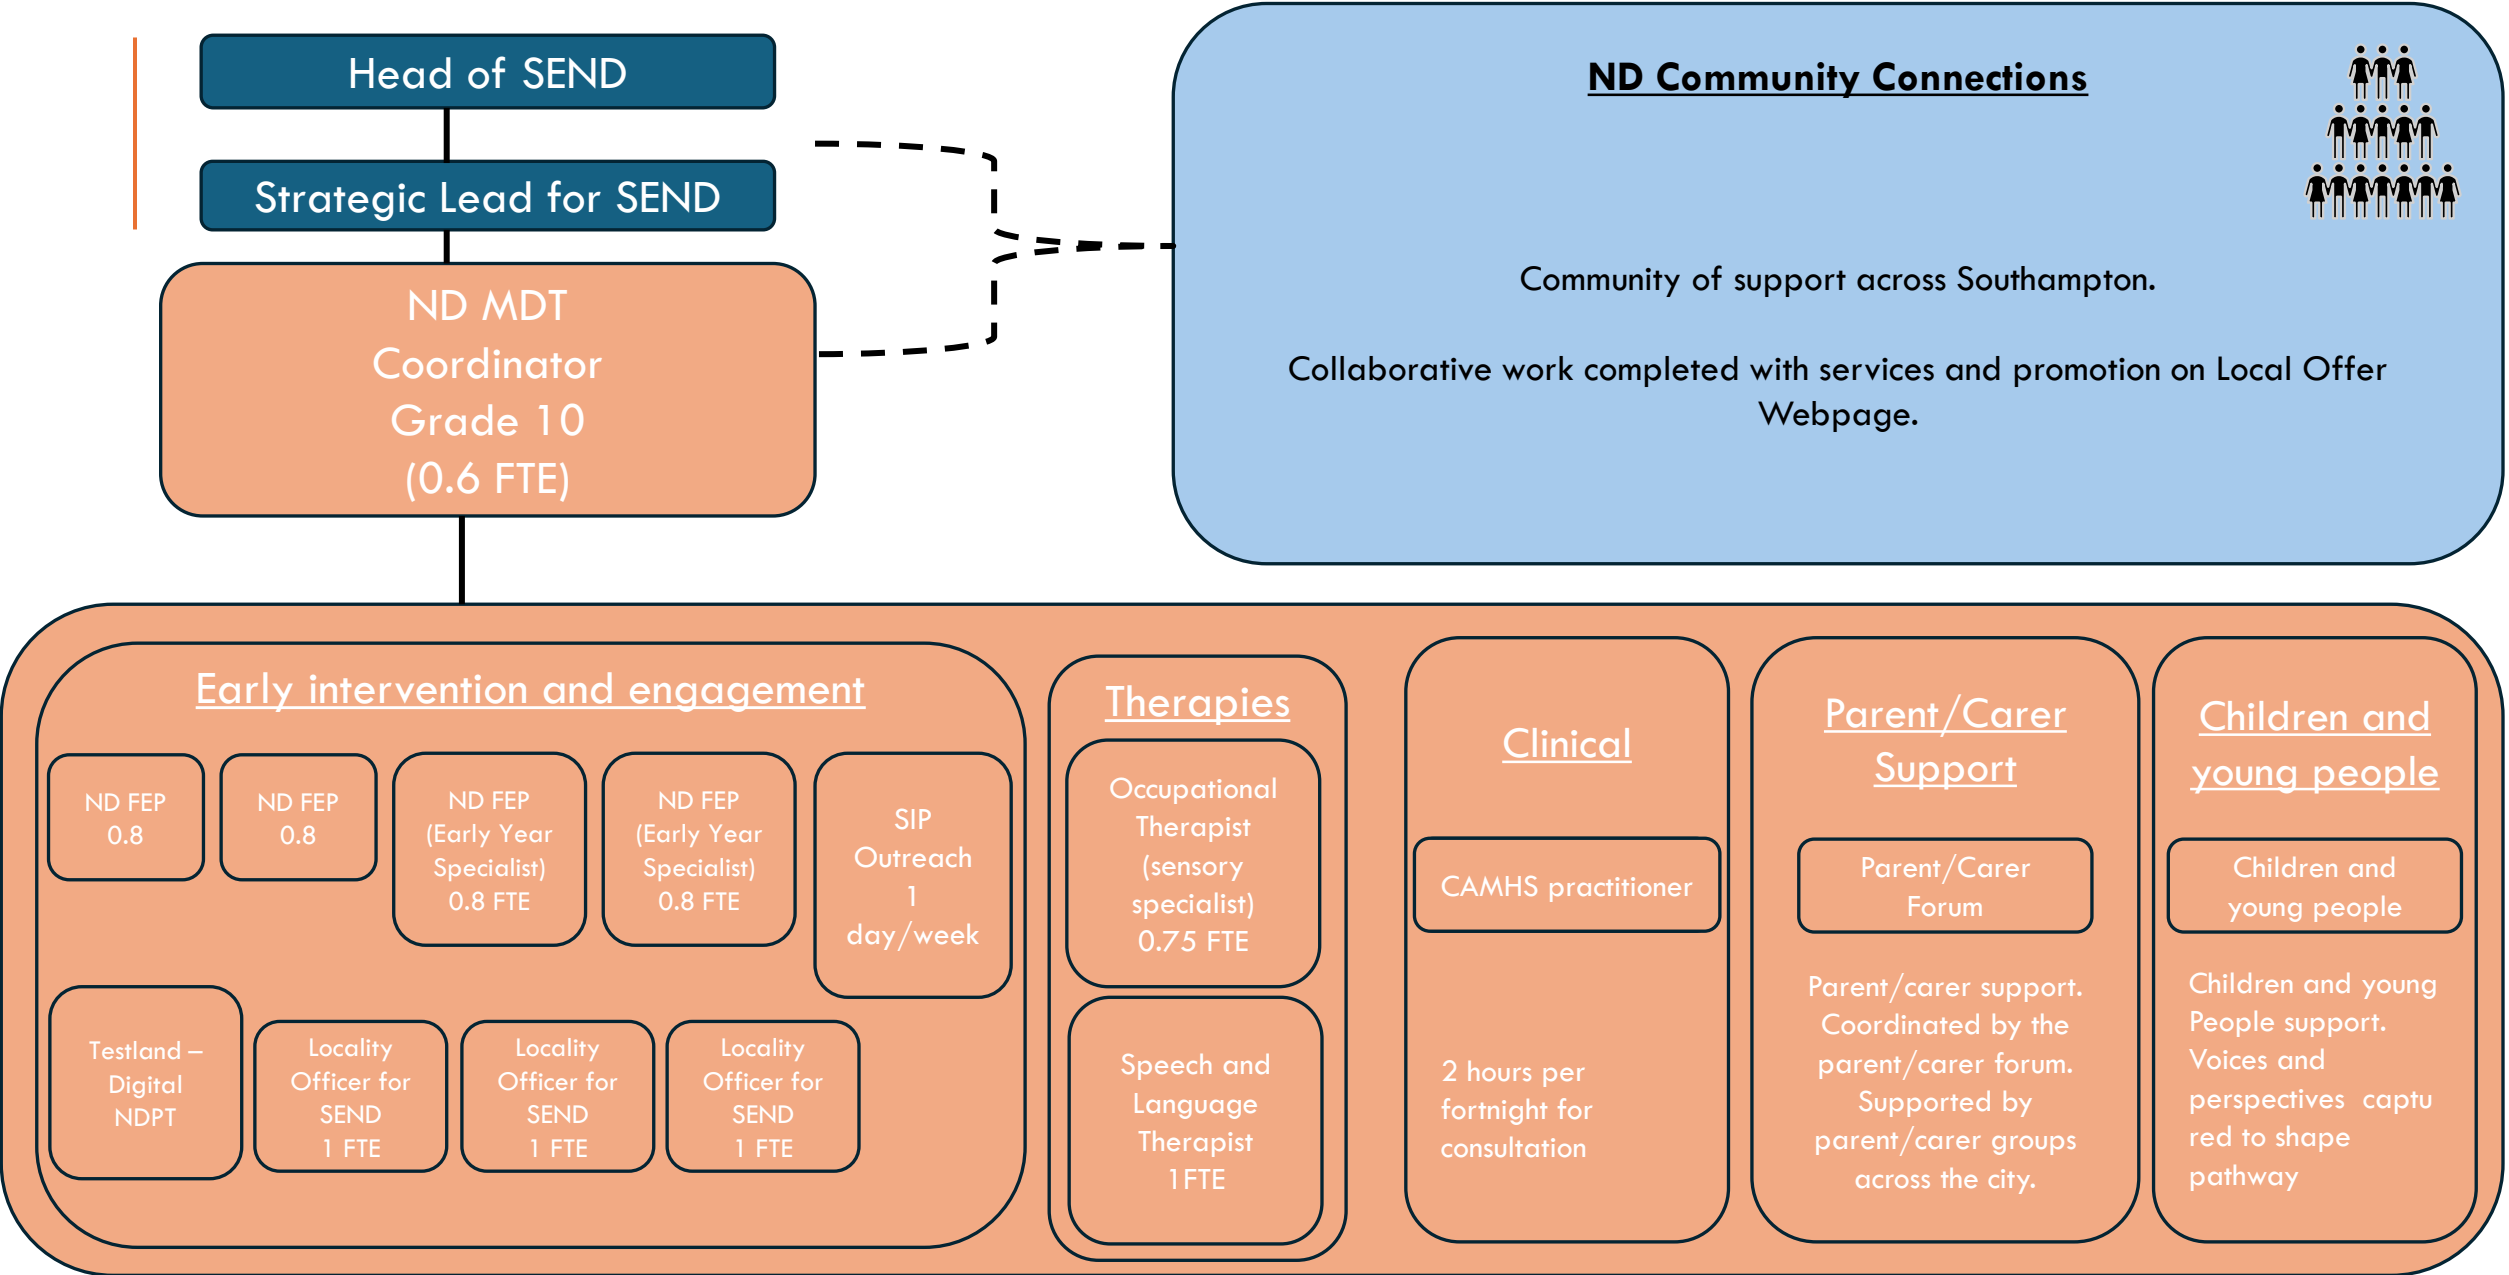 Head of SEND
Strategic Lead for SEND
ND MDT
Coordinator
Grade 10
(0.6 FTE)
ND Community Connections
Community of support across Southampton.
Collaborative work completed with services and promotion on Local Offer
Webpage.
Early intervention and engagement
ND FEP
0.8
ND FEP
0.8
ND FEP
(Early Year
Specialist)
0.8 FTE
ND FEP
(Early Year
Specialist)
0.8 FTE
SIP
Outreach
1
day/week
Testland –
Digital
NDPT
Locality
Officer for
SEND
1 FTE
Locality
Officer for
SEND
1 FTE
Locality
Officer for
SEND
1 FTE
Therapies
Occupational
Therapist
(sensory
specialist)
0.75 FTE
Speech and
Language
Therapist
1FTE
Clinical
CAMHS practitioner
2 hours per
fortnight for
consultation
Parent/Carer
Support
Parent/Carer
Forum
Parent/carer support.
Coordinated by the
parent/carer forum.
Supported by
parent/carer groups
across the city.
Children and
young people
Children and
young people
Children and young
People support.
Voices and
perspectives  captu
red to shape
pathway